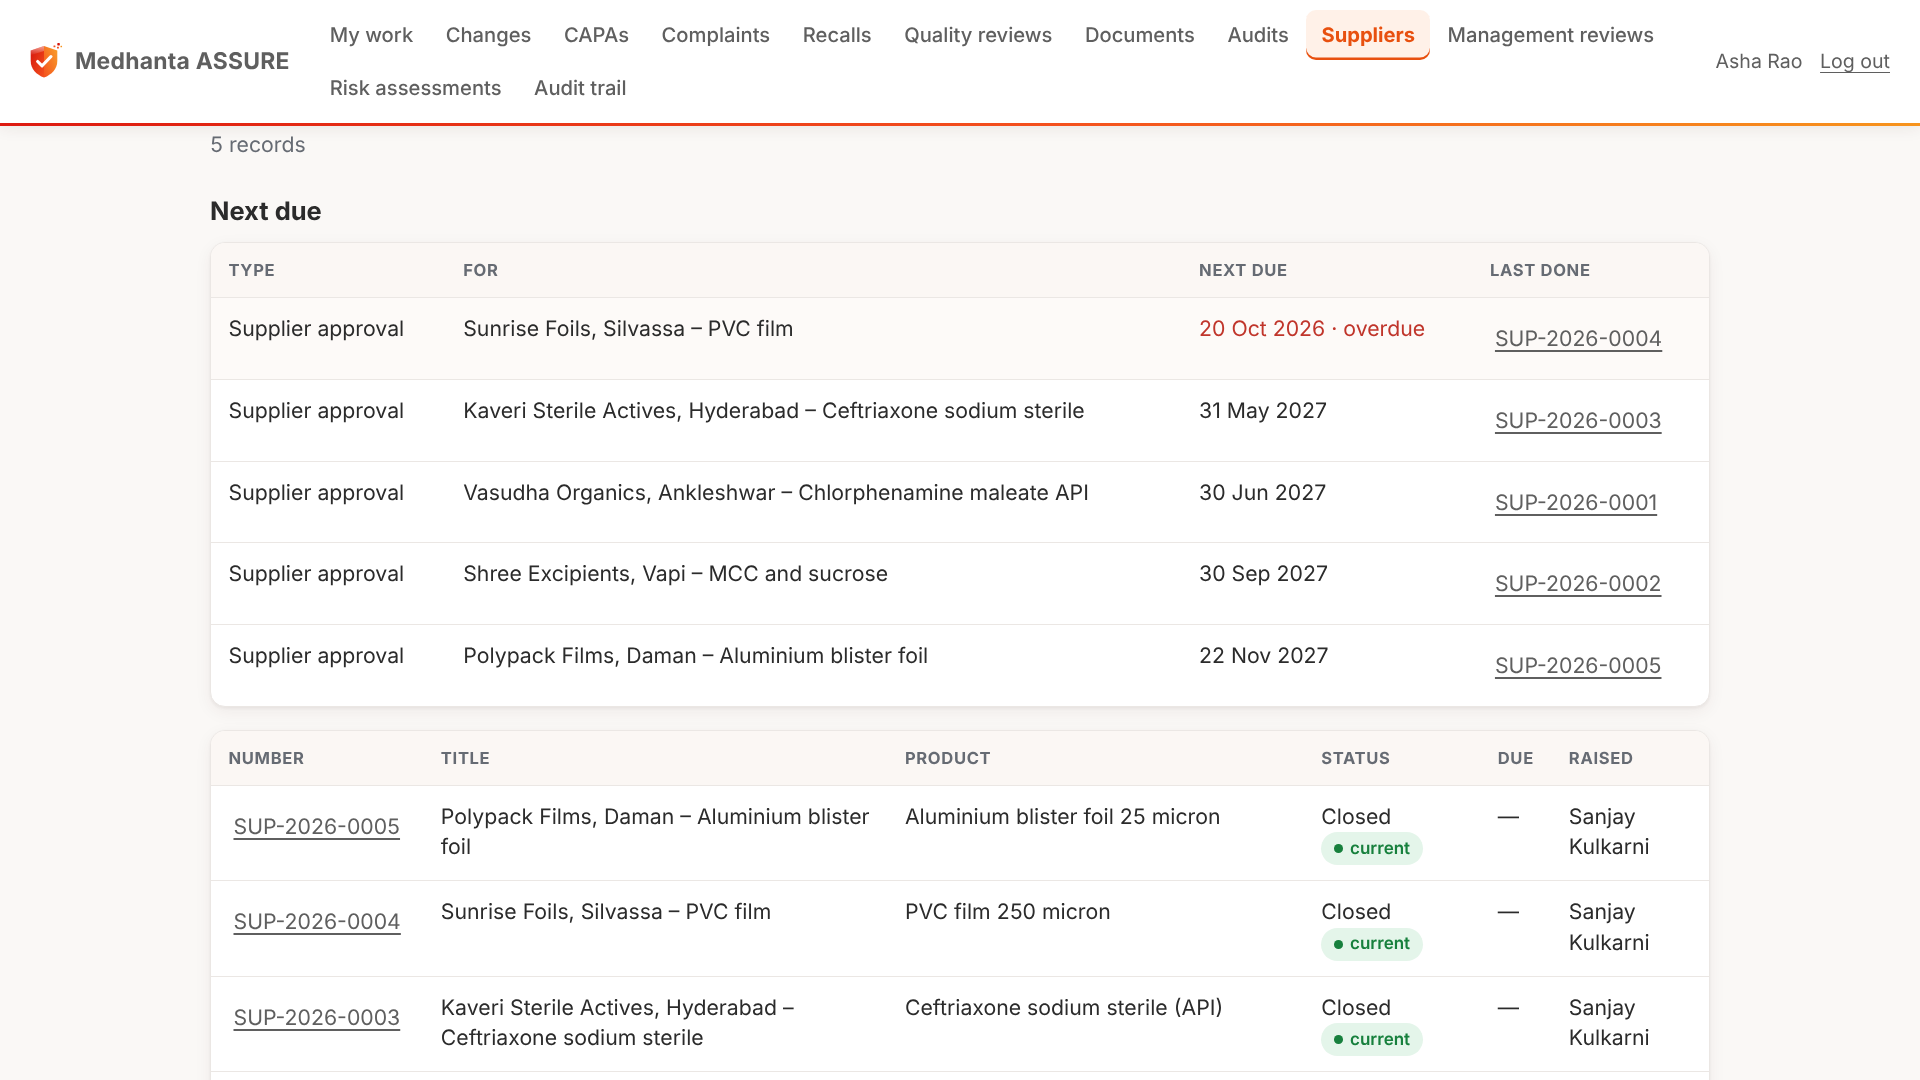 Medhanta ASSURE
My work Changes CAPAs Complaints Recalls Quality reviews Documents Audits Suppliers Management reviews
Risk assessments Audit trail
Asha Rao Log out
5 records
Next due
TYPE FOR NEXT DUE LAST DONE
Supplier approval Sunrise Foils, Silvassa – PVC film 20 Oct 2026 · overdue SUP-2026-0004
Supplier approval Kaveri Sterile Actives, Hyderabad – Ceftriaxone sodium sterile 31 May 2027 SUP-2026-0003
Supplier approval Vasudha Organics, Ankleshwar – Chlorphenamine maleate API 30 Jun 2027 SUP-2026-0001
Supplier approval Shree Excipients, Vapi – MCC and sucrose 30 Sep 2027 SUP-2026-0002
Supplier approval Polypack Films, Daman – Aluminium blister foil 22 Nov 2027 SUP-2026-0005
NUMBER TITLE PRODUCT STATUS DUE RAISED
SUP-2026-0005 Polypack Films, Daman – Aluminium blister Aluminium blister foil 25 micron Closed — Sanjay
foil current Kulkarni
SUP-2026-0004 Sunrise Foils, Silvassa – PVC film PVC film 250 micron Closed — Sanjay
current Kulkarni
SUP-2026-0003 Kaveri Sterile Actives, Hyderabad – Ceftriaxone sodium sterile (API) Closed — Sanjay
Ceftriaxone sodium sterile current Kulkarni